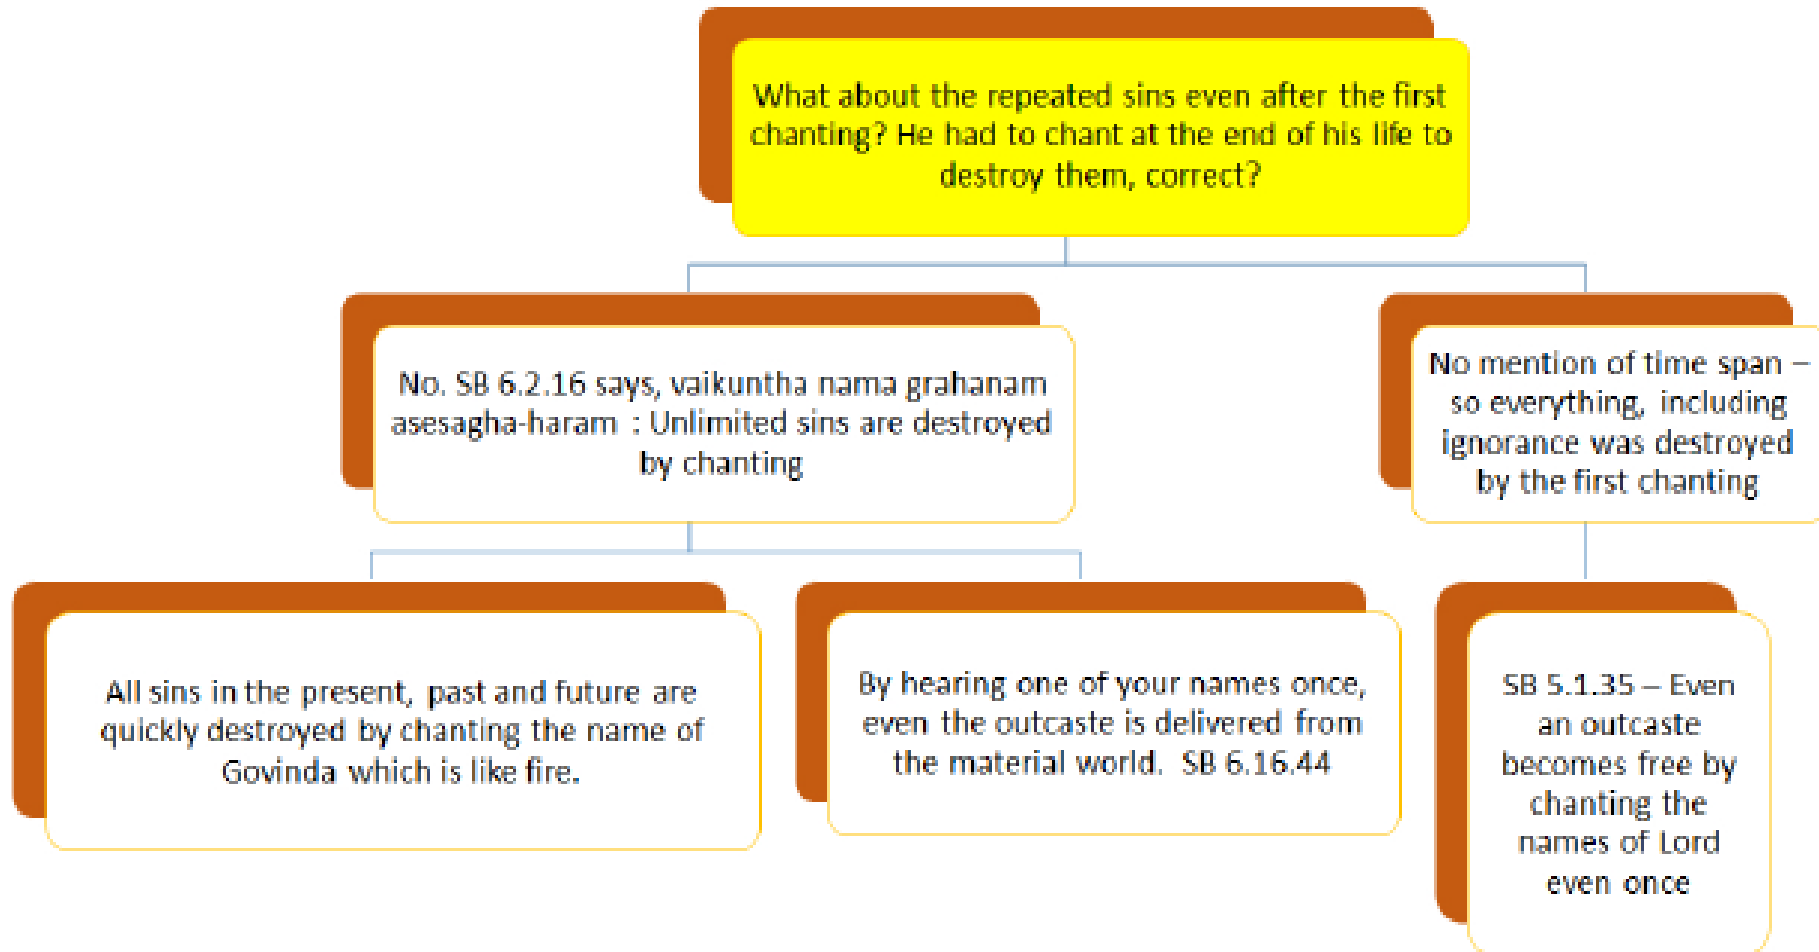 What about the repeated sins even after the first
chanting? He had to chant at the end of his life to
destroy them, correct?
No. SB 6.2.16 says, vaikuntha nama grahanam
asesagha-haram : Unlimited sins are destroyed
by chanting
No mention of time span –
so everything, including
ignorance was destroyed
by the first chanting
All sins in the present, past and future are
quickly destroyed by chanting the name of
Govinda which is like fire.
By hearing one of your names once,
even the outcaste is delivered from
the material world. SB 6.16.44
SB 5.1.35 – Even
an outcaste
becomes free by
chanting the
names of Lord
even once